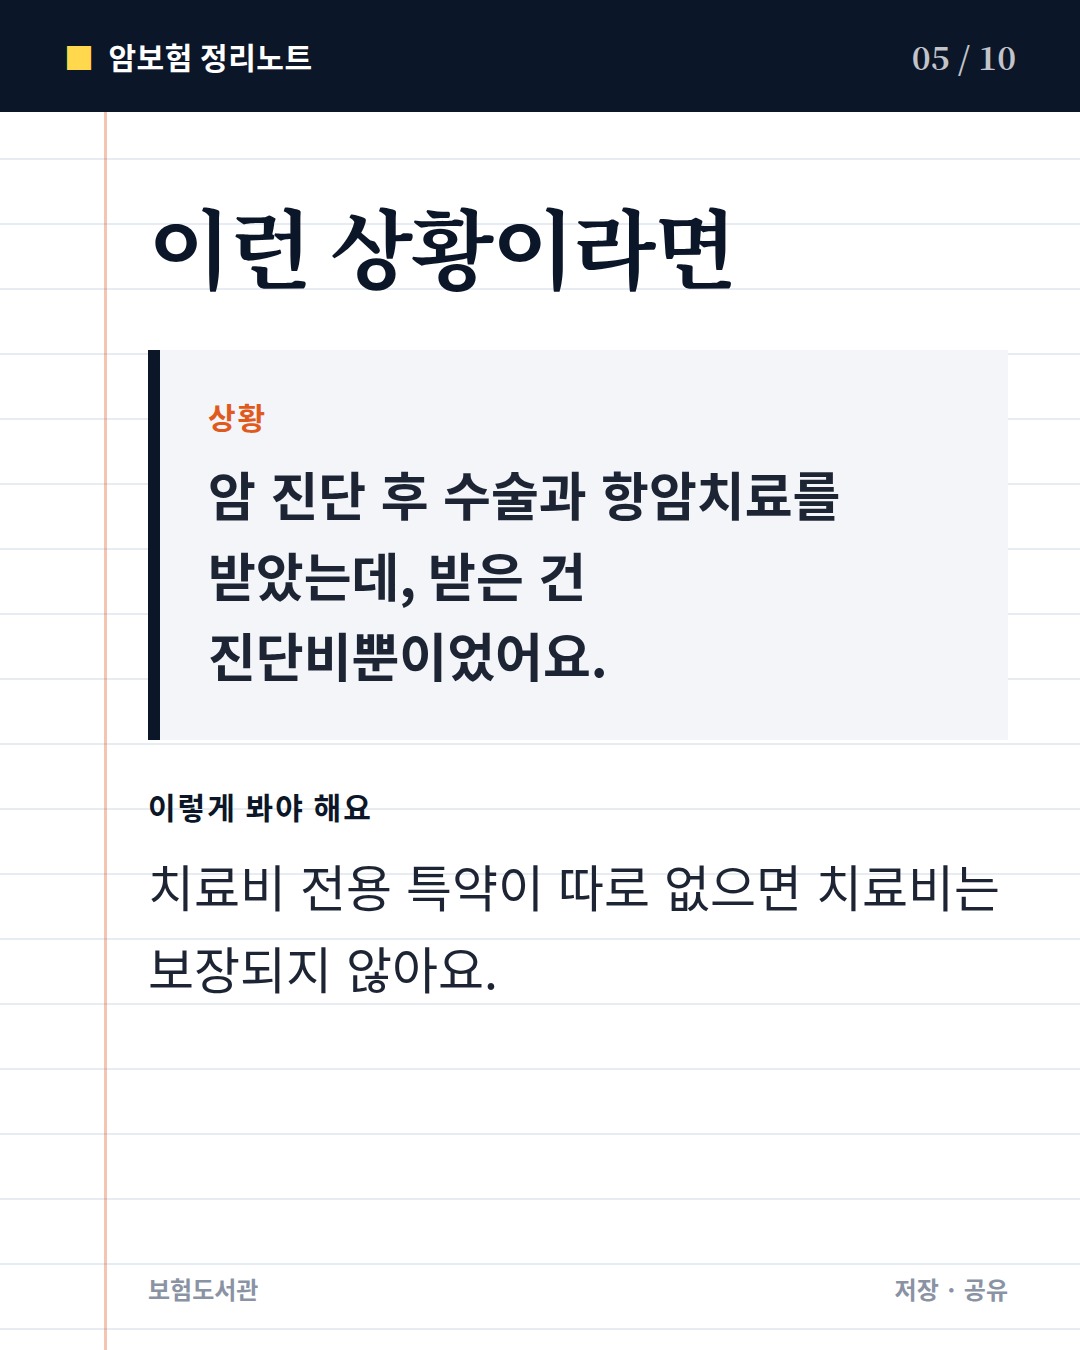 암보험 정리노트
05 / 10
이런 상황이라면
상황
암 진단 후 수술과 항암치료를
받았는데, 받은 건
진단비뿐이었어요.
이렇게 봐야 해요
치료비 전용 특약이 따로 없으면 치료비는
보장되지 않아요.
보험도서관
저장 · 공유